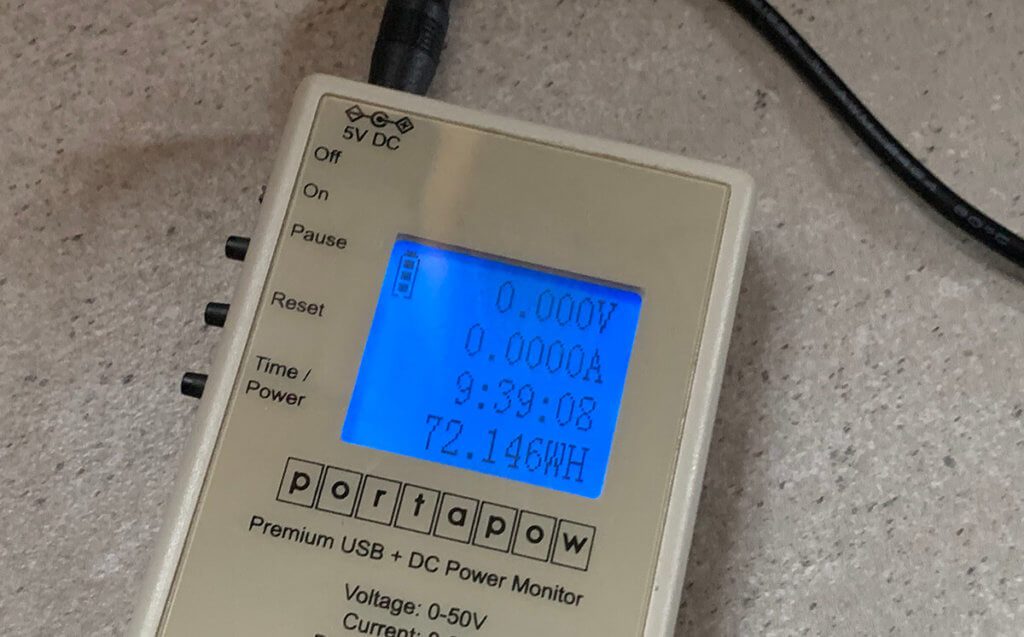 5V DC
Off
On
Pause
Reset
Time /
Power
0.000V
0.0000A
9:39:08
72.146WH
portapow
Premium USB + DC Power Monitor
Voltage: 0-50V
Current: